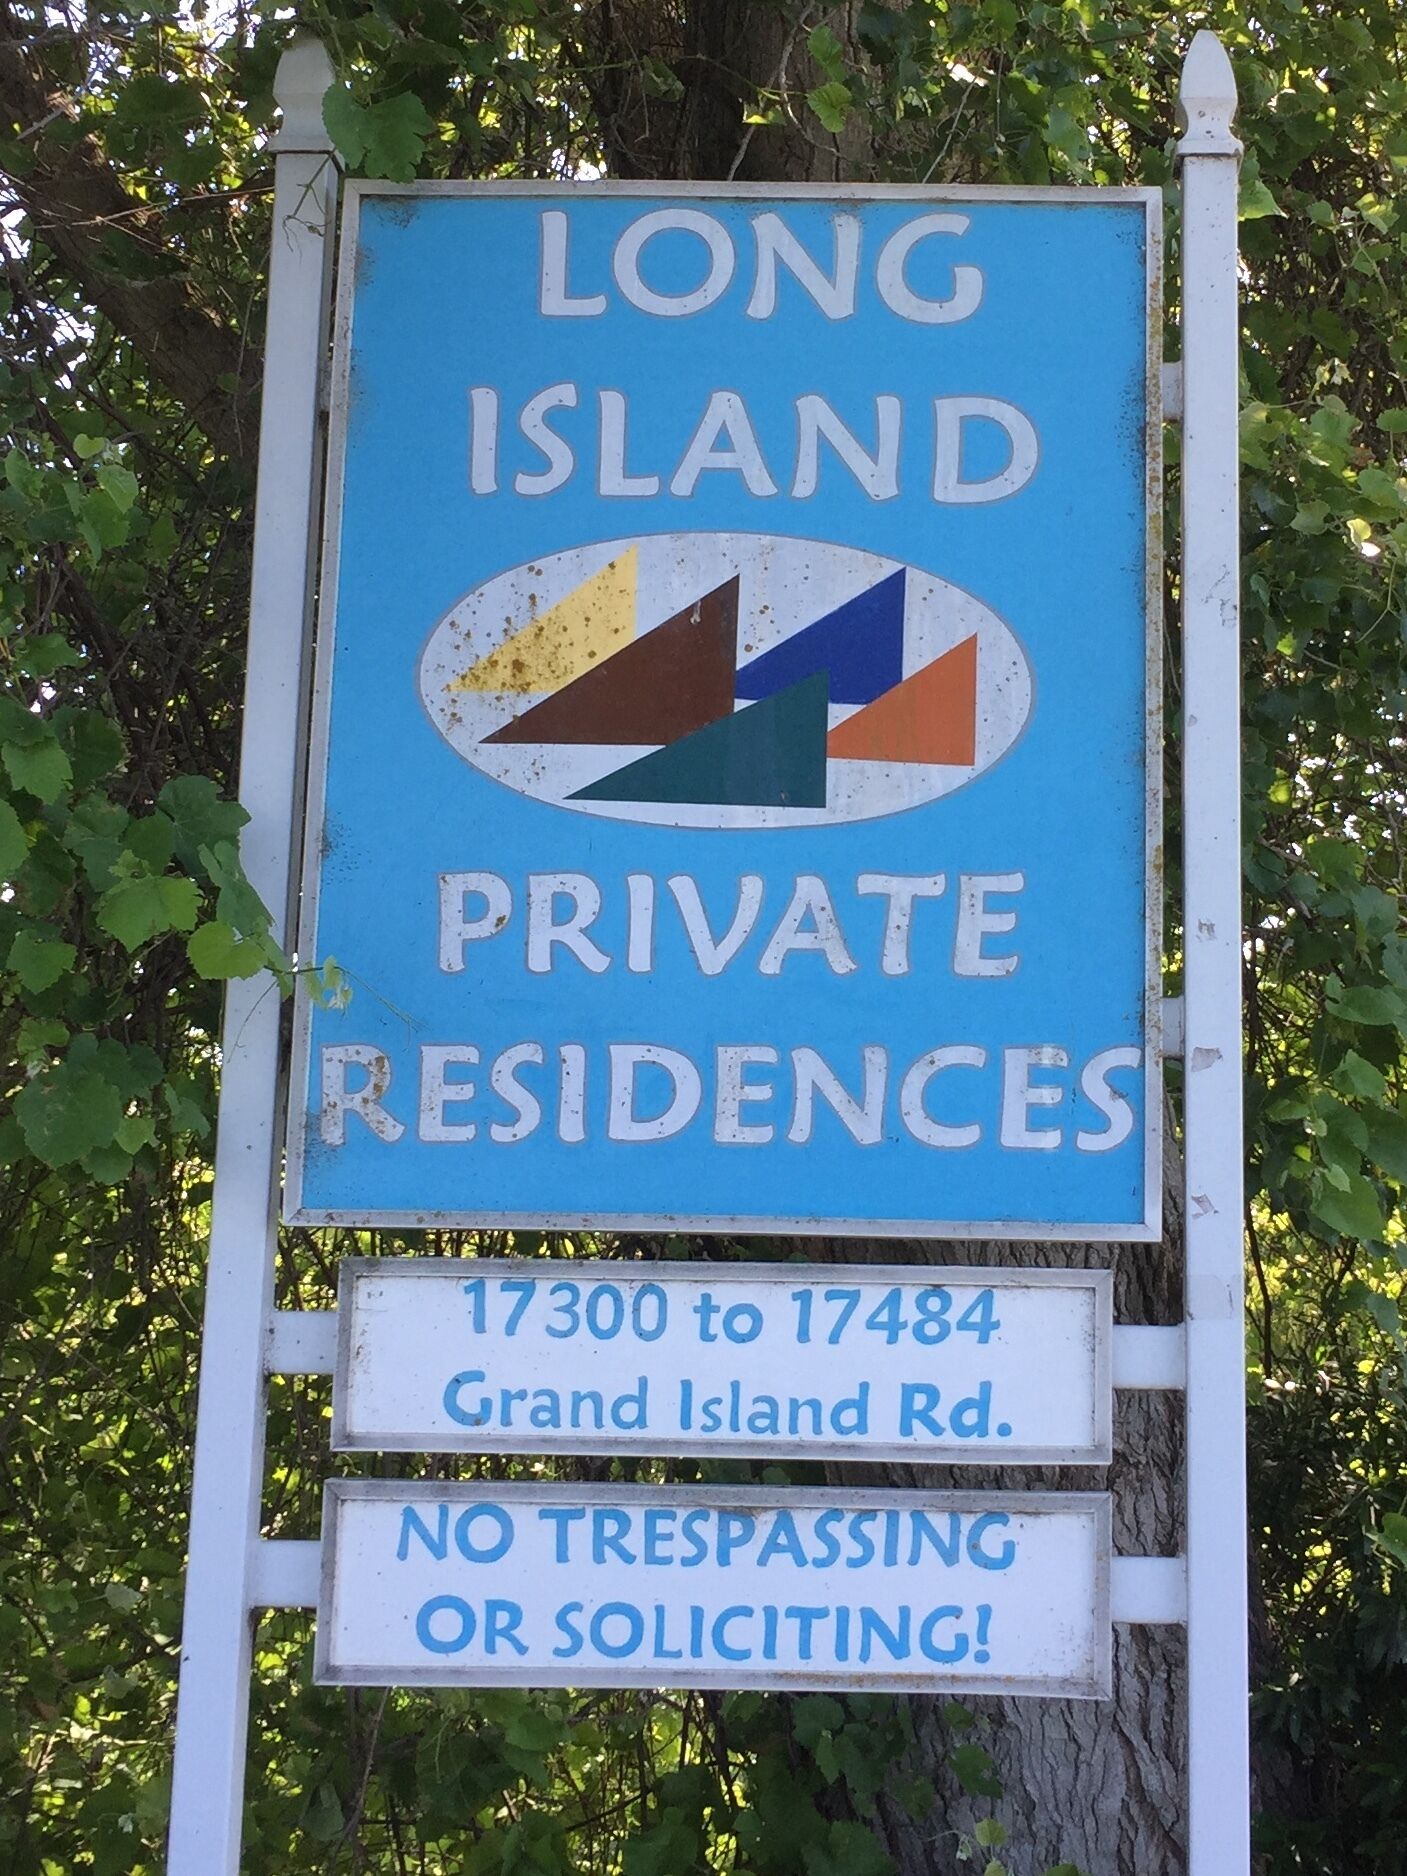 LONG
ISLAND
PRIVATE
RESIDENCES
17300 to 17484
Grand Island Rd.
NO TRESPASSING
OR SOLICITING!